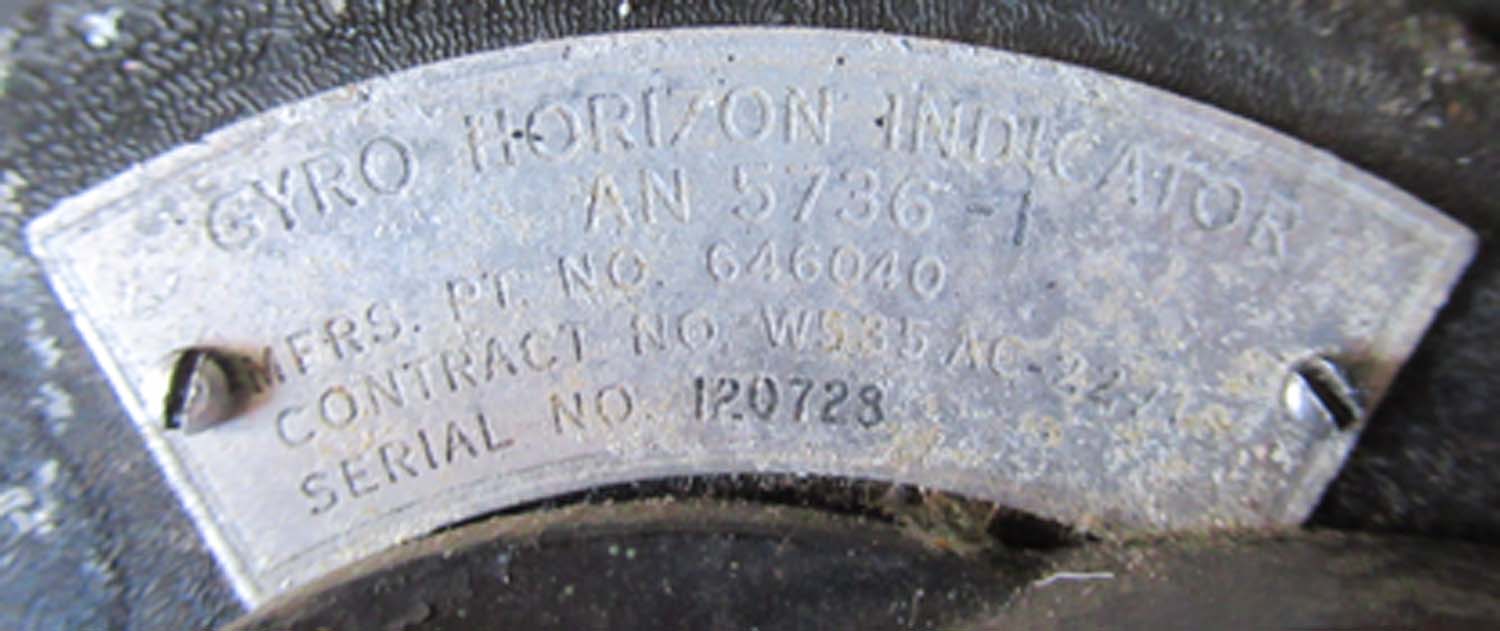 GYRO HORIZON INDICATOR
AN 5736 -1
MFRS. PT. NO. 646040
CONTRACT NO. W535 AC-
SERIAL NO. 120728